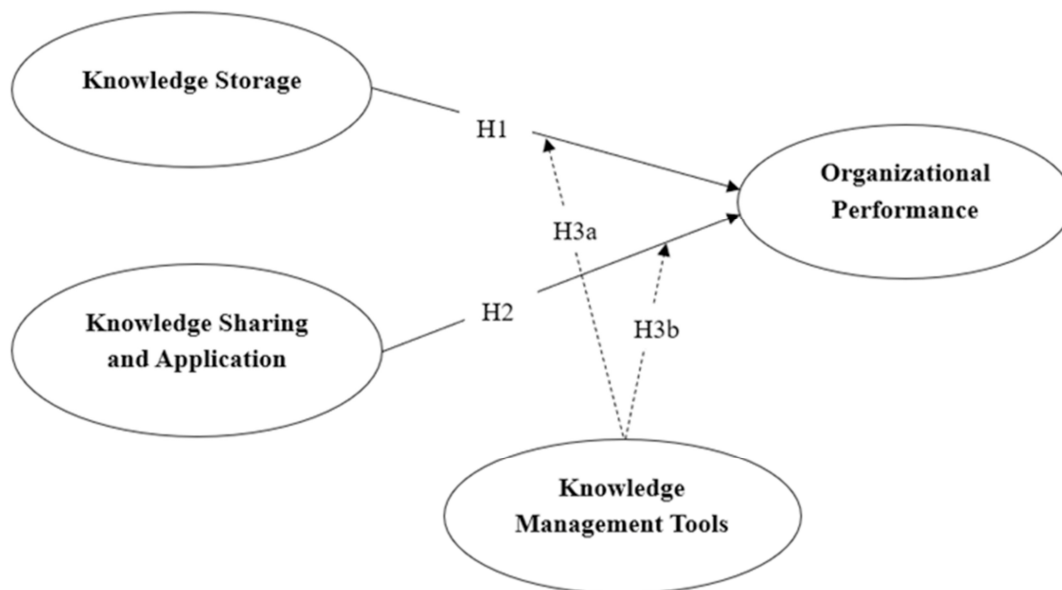 Knowledge Storage
H1
Organizational
Performance
H3a
H2
Knowledge Sharing
and Application
H3b
Knowledge
Management Tools